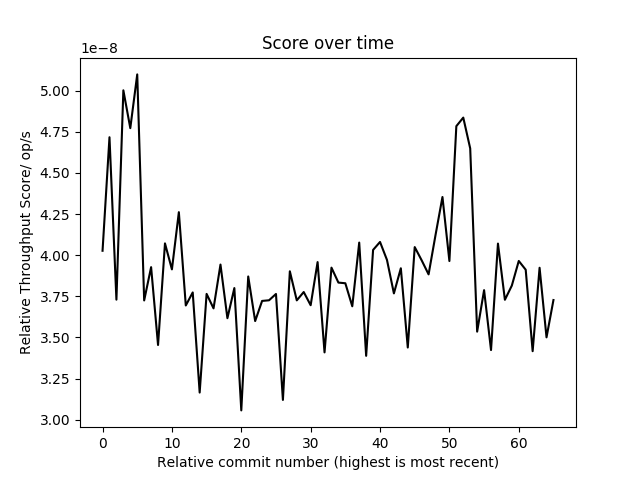 Score over time
1e−8
5.00
4.75
4.50
4.25
4.00
3.75
3.50
3.25
3.00
Relative Throughput Score/ op/s
0 10 20 30 40 50 60
Relative commit number (highest is most recent)